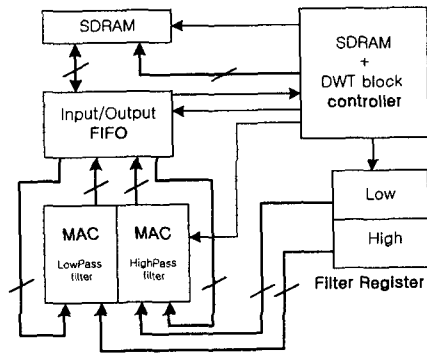 SDRAM
SDRAM
+
DWT block
controller
Input/Output
FIFO
Low
High
Filter Register
MAC
LowPass
filter
MAC
HighPass
filter